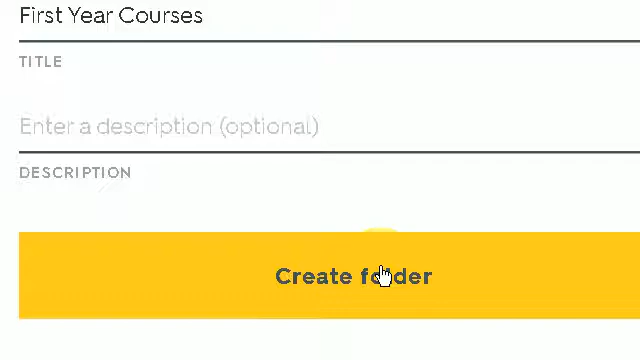 First Year Courses
TITLE
Enter a description (optional)
DESCRIPTION
Create folder